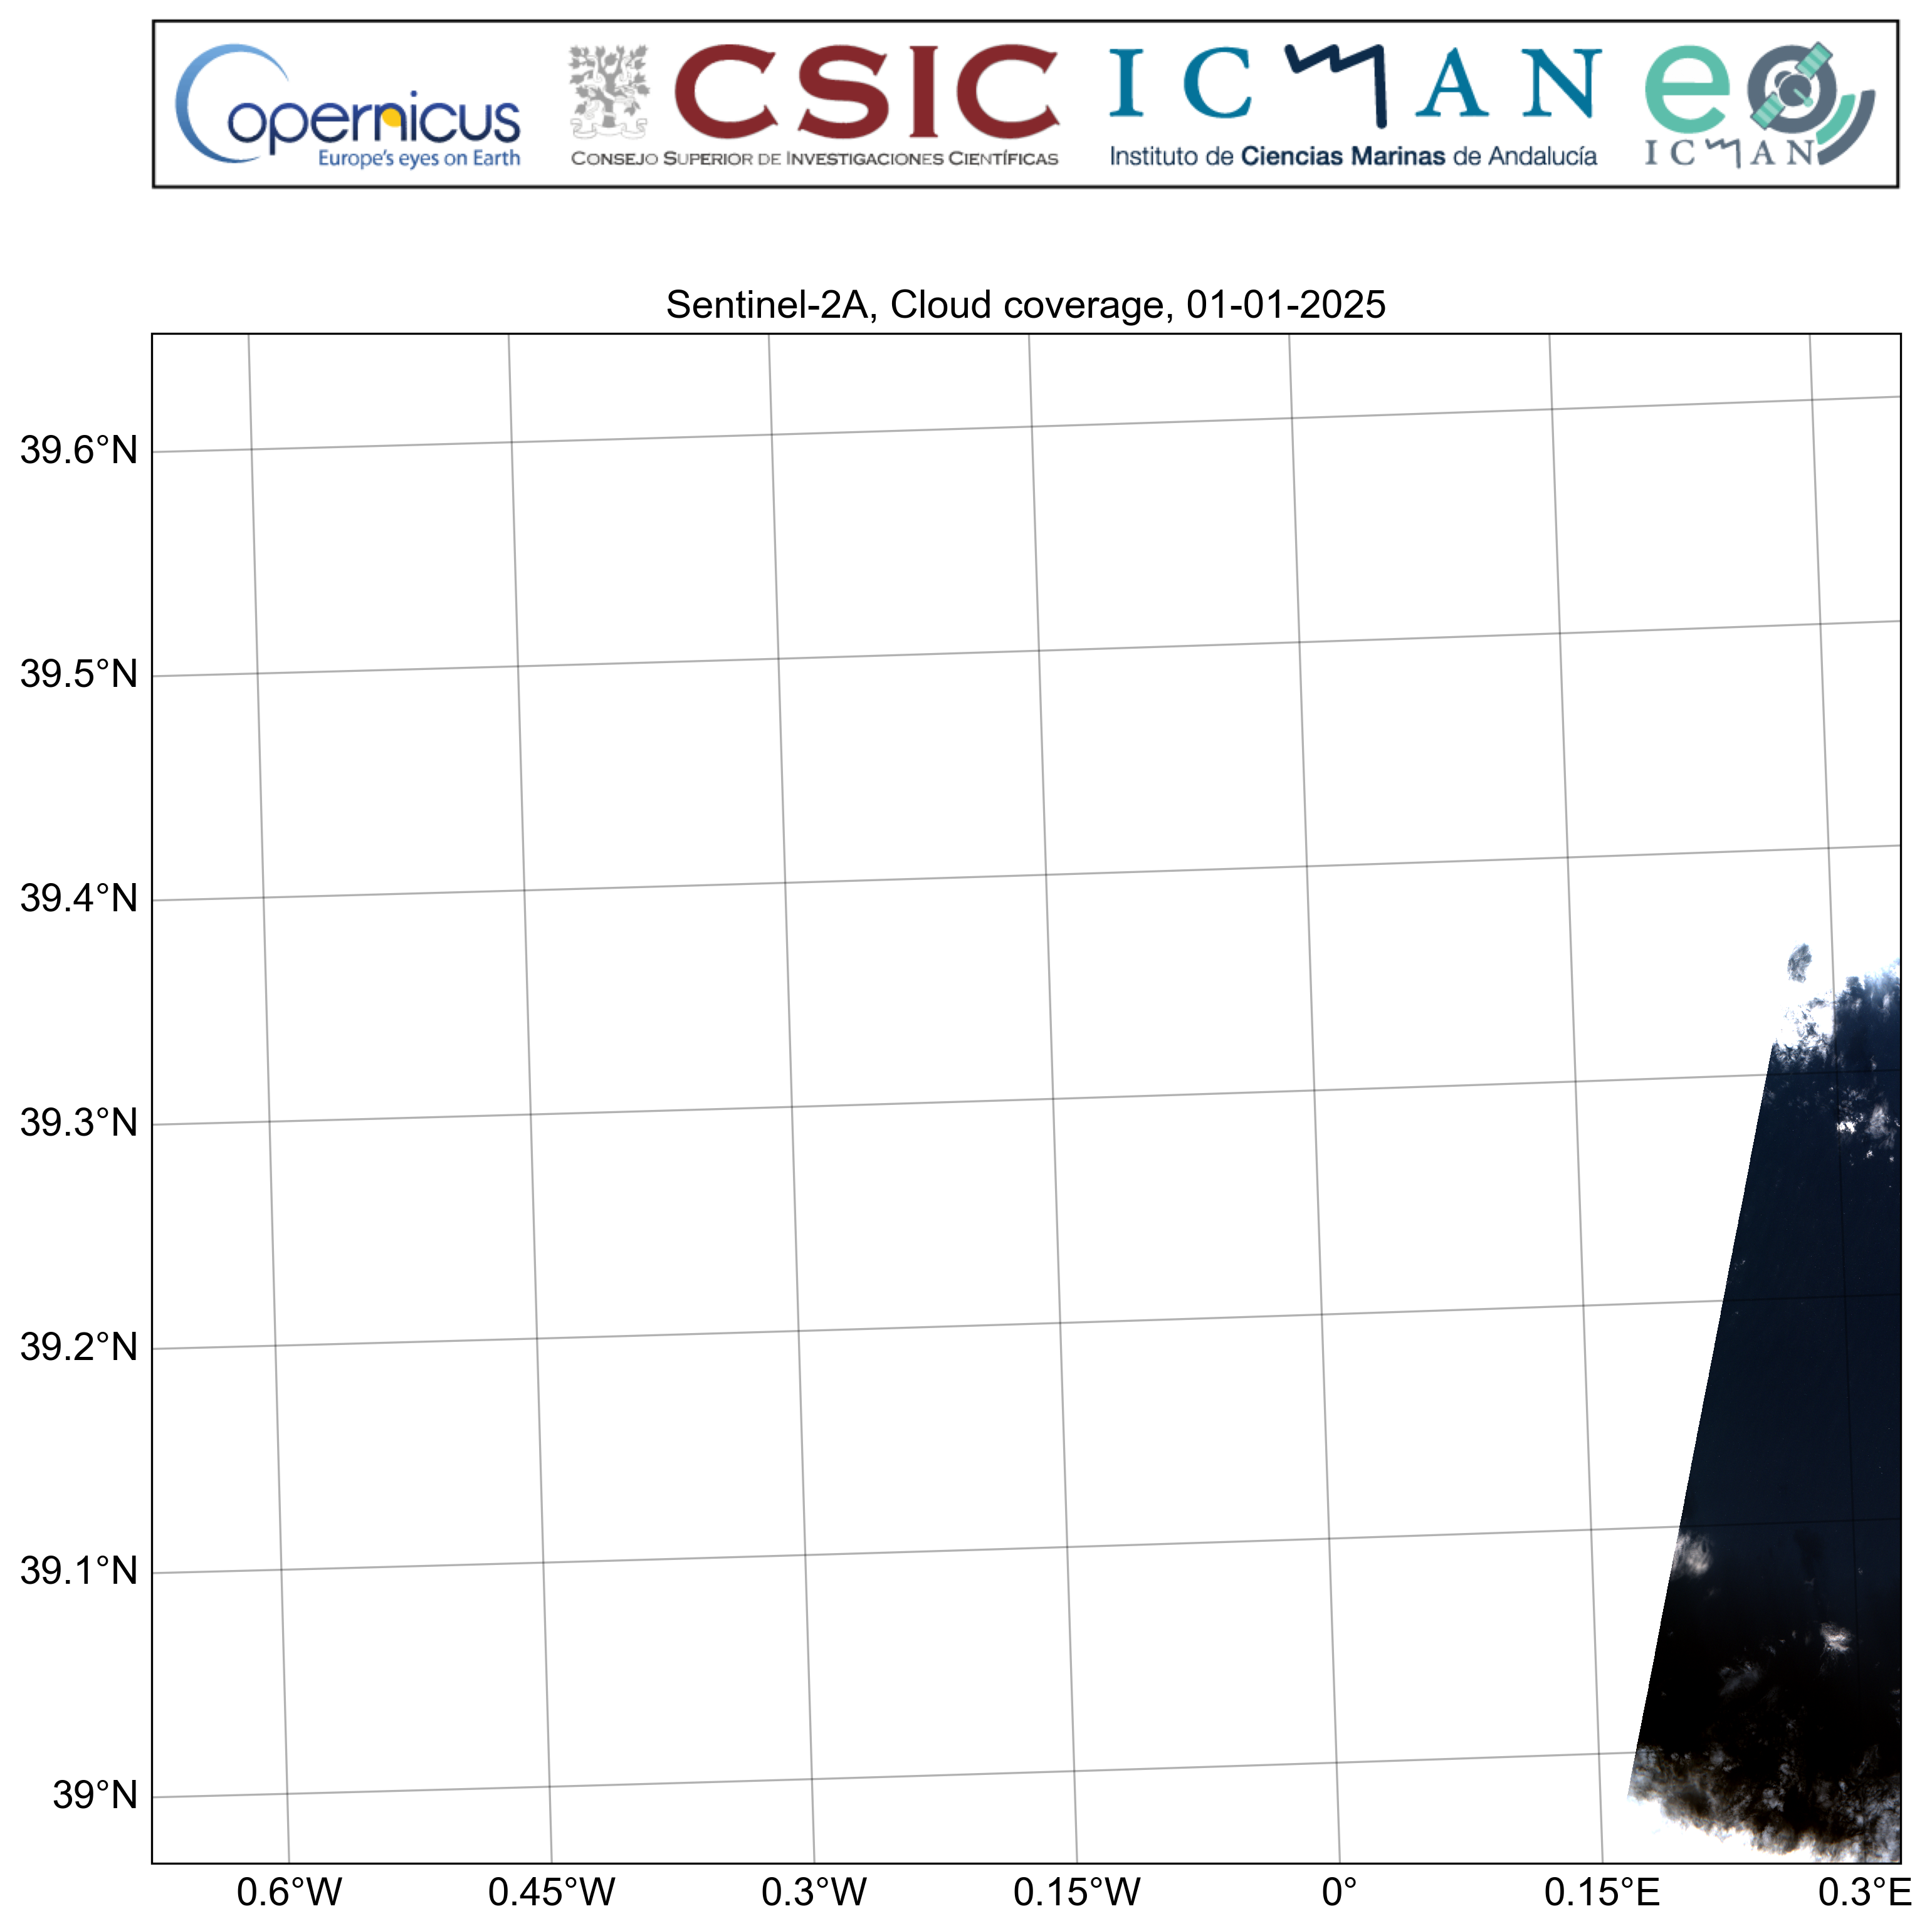 Copernicus
Europe's eyes on Earth
CSIC
CONSEJO SUPERIOR DE INVESTIGACIONES CIENTÍFICAS
ICMAN
Instituto de Ciencias Marinas de Andalucía
eo
ICMAN
Sentinel-2A, Cloud coverage, 01-01-2025
39.6°N
39.5°N
39.4°N
39.3°N
39.2°N
39.1°N
39°N
0.6°W 0.45°W 0.3°W 0.15°W 0° 0.15°E 0.3°E